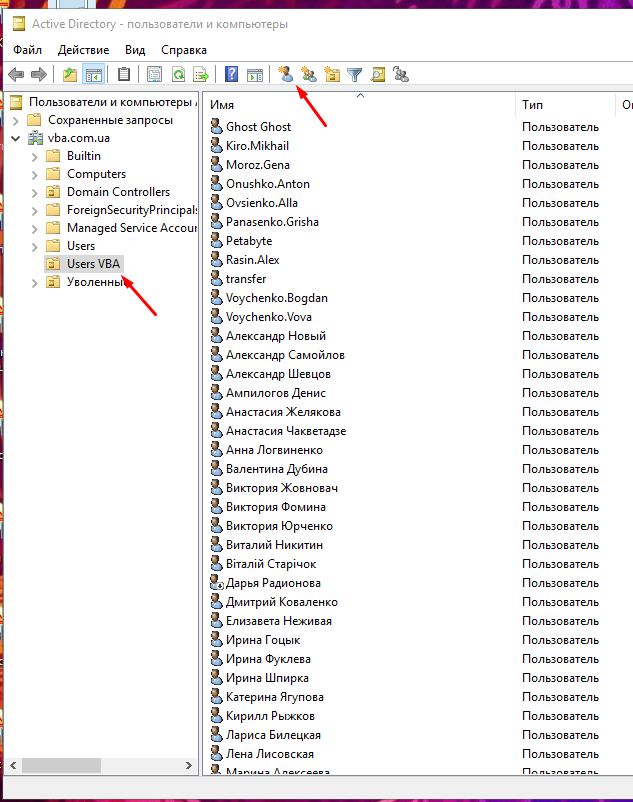 Active Directory - пользователи и компьютеры
Файл Действие Вид Справка
Пользователи и компьютеры
Сохраненные запросы
vba.com.ua
Builtin
Computers
Domain Controllers
ForeignSecurityPrincipals
Managed Service Accour
Users
Users VBA
Уволенны
Имя Тип Оп
Ghost Ghost Пользователь
Kiro.Mikhail Пользователь
Moroz.Gena Пользователь
Onushko.Anton Пользователь
Ovsienko.Alla Пользователь
Panasenko.Grisha Пользователь
Petabyte Пользователь
Rasin.Alex Пользователь
transfer Пользователь
Voychenko.Bogdan Пользователь
Voychenko.Vova Пользователь
Александр Новый Пользователь
Александр Самойлов Пользователь
Александр Шевцов Пользователь
Ампилогов Денис Пользователь
Анастасия Желякова Пользователь
Анастасия Чакветадзе Пользователь
Анна Логвиненко Пользователь
Валентина Дубина Пользователь
Виктория Жовновач Пользователь
Виктория Фомина Пользователь
Виктория Юрченко Пользователь
Виталий Никитин Пользователь
Віталій Старічок Пользователь
Дарья Радионова Пользователь
Дмитрий Коваленко Пользователь
Елизавета Неживая Пользователь
Ирина Гоцык Пользователь
Ирина Фуклева Пользователь
Ирина Шпирка Пользователь
Катерина Ягупова Пользователь
Кирилл Рыжков Пользователь
Лариса Билецкая Пользователь
Лена Лисовская Пользователь
Марина Алексеева Пользователь